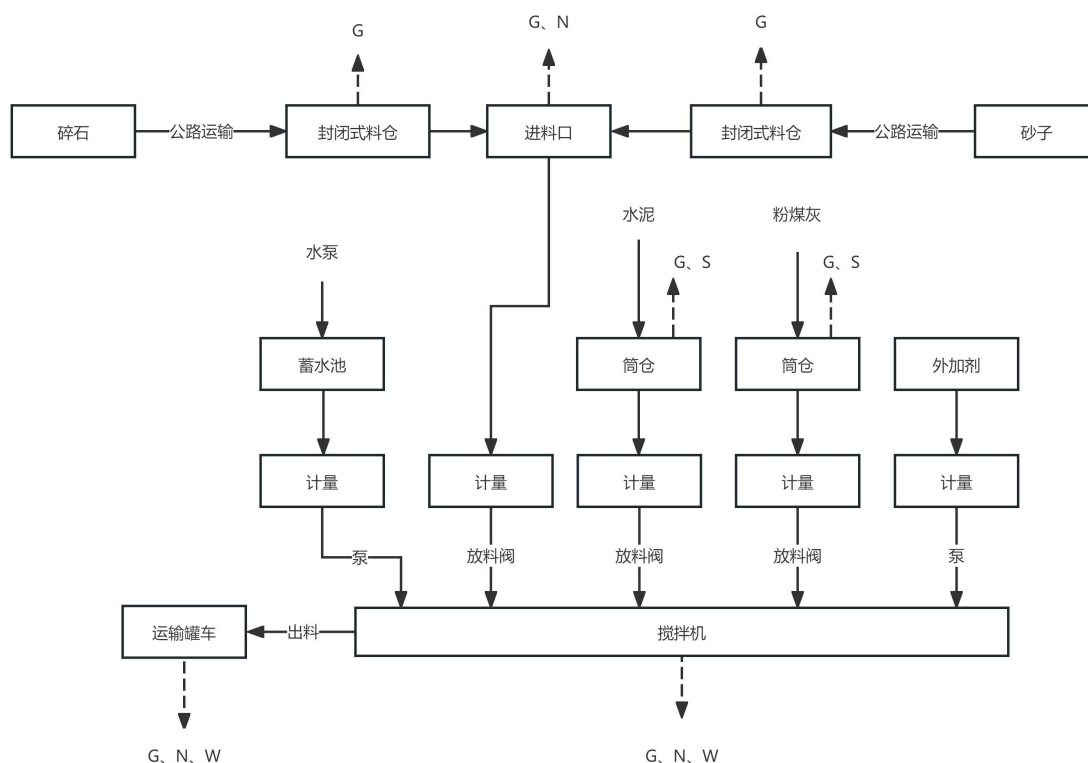 G
G、N
G
碎石
公路运输
封闭式料仓
进料口
封闭式料仓
公路运输
砂子
水泥
粉煤灰
水泵
G、S
G、S
蓄水池
筒仓
筒仓
外加剂
计量
计量
计量
计量
计量
泵
放料阀
放料阀
放料阀
泵
运输罐车
出料
搅拌机
G、N、W
G、N、W